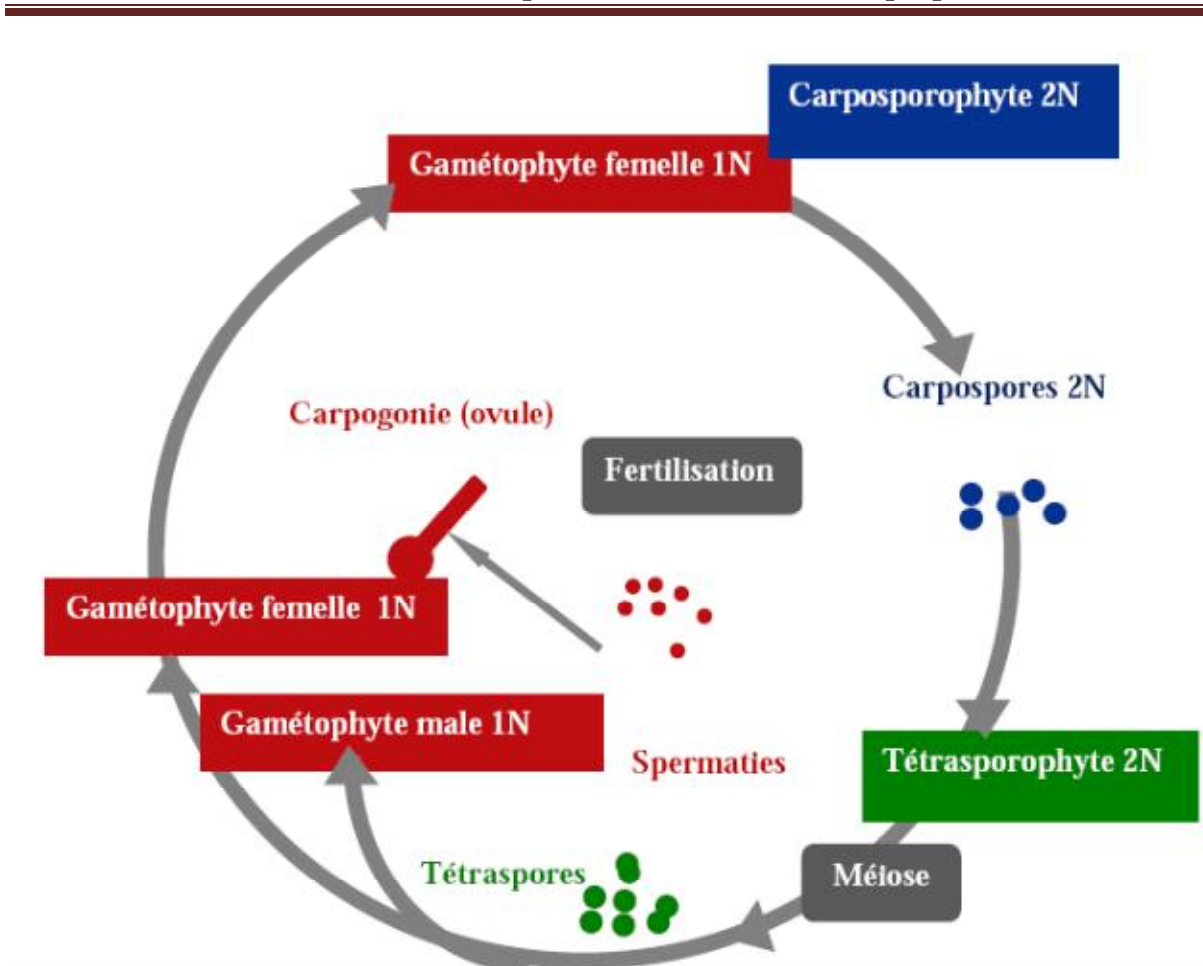 Carposporophyte 2N
Gamétophyte femelle 1N
Carpospores 2N
Carpogonie (ovule)
Fertilisation
Gamétophyte femelle 1N
Gamétophyte male 1N
Spermaties
Tétrasporophyte 2N
Tétraspores
Méiose